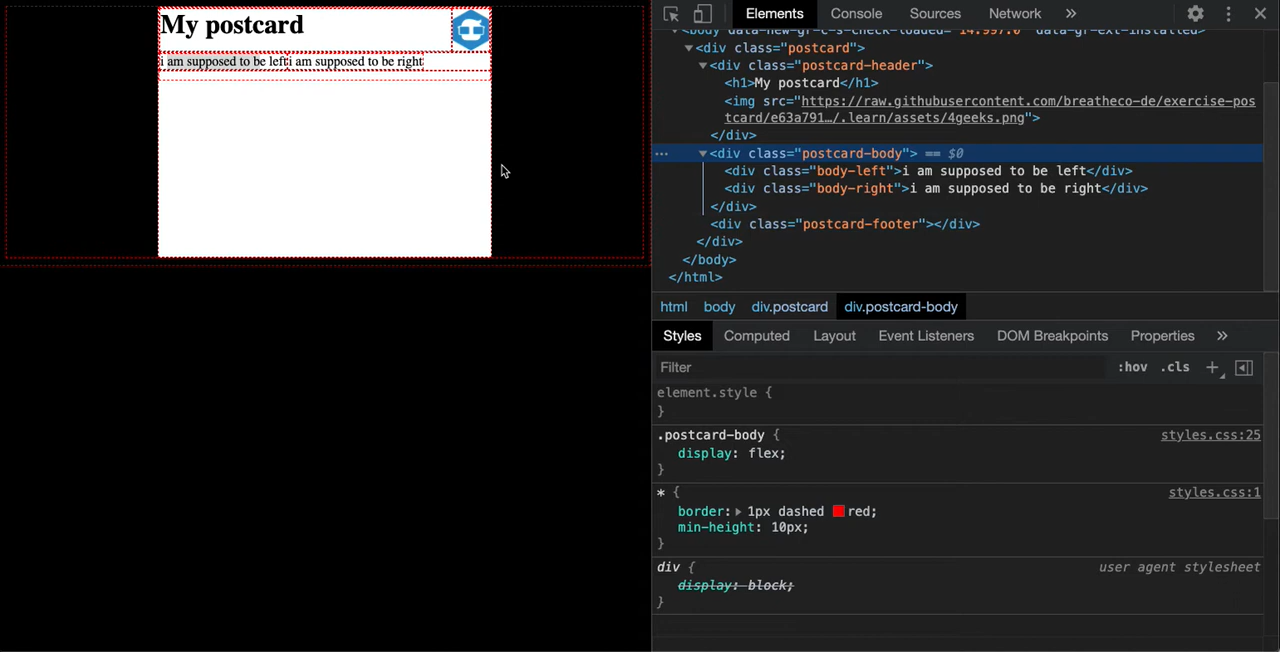 My postcard
i am supposed to be left i am supposed to be right
Elements Console Sources Network »
<body data-new-gr-c-s-check-loaded="14.997.0" data-gr-ext-installed>
<div class="postcard">
<div class="postcard-header">
<h1>My postcard</h1>
<img src="https://raw.githubusercontent.com/breatheco-de/exercise-pos
tcard/e63a791…/.learn/assets/4geeks.png">
</div>
<div class="postcard-body"> == $0
<div class="body-left">i am supposed to be left</div>
<div class="body-right">i am supposed to be right</div>
</div>
<div class="postcard-footer"></div>
</div>
</body>
</html>
html body div.postcard div.postcard-body
Styles Computed Layout Event Listeners DOM Breakpoints Properties »
Filter :hov .cls +
element.style {
}
.postcard-body { styles.css:25
display: flex;
}
* { styles.css:1
border: 1px dashed red;
min-height: 10px;
}
div { user agent stylesheet
display: block;
}